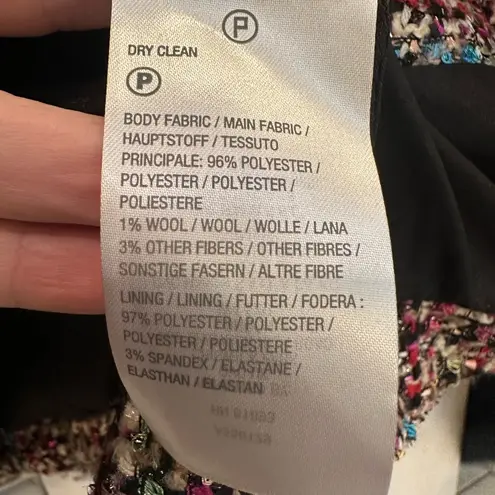 P
DRY CLEAN
P
BODY FABRIC / MAIN FABRIC /
HAUPTSTOFF / TESSUTO
PRINCIPALE: 96% POLYESTER /
POLYESTER / POLYESTER /
POLIESTERE
1% WOOL / WOOL / WOLLE / LANA
3% OTHER FIBERS / OTHER FIBRES /
SONSTIGE FASERN / ALTRE FIBRE
LINING / LINING / FUTTER / FODERA :
97% POLYESTER / POLYESTER /
POLYESTER / POLIESTERE
3% SPANDEX / ELASTANE /
ELASTHAN / ELASTAN